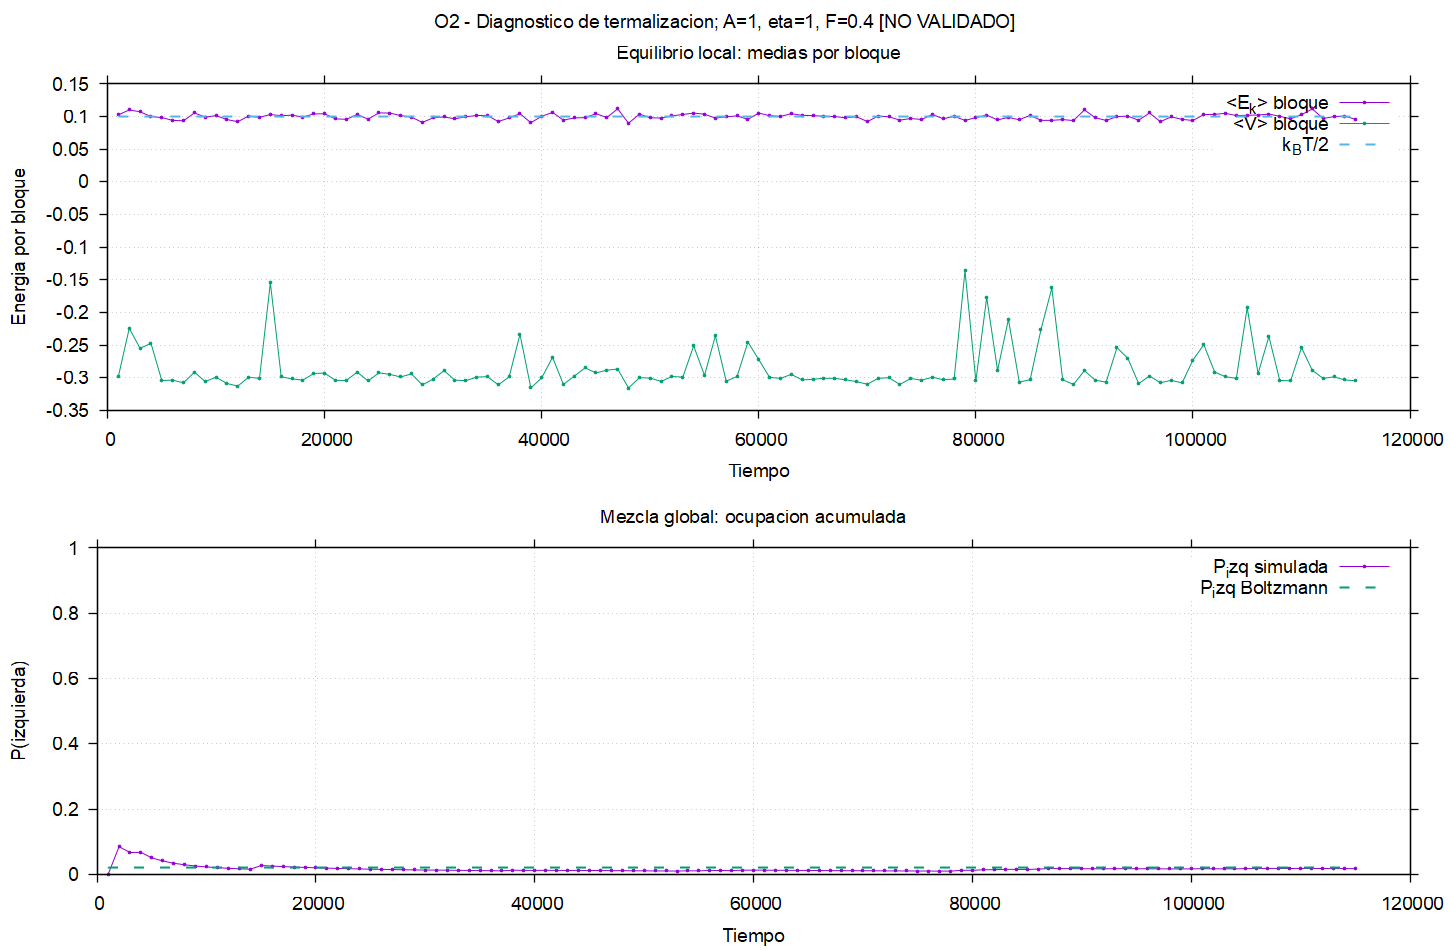 O2 - Diagnostico de termalizacion; A=1, eta=1, F=0.4 [NO VALIDADO]
Equilibrio local: medias por bloque
0.15
0.1
0.05
0
-0.05
-0.1
-0.15
-0.2
-0.25
-0.3
-0.35
Energia por bloque
<Ek> bloque
<V> bloque
kBT/2
0 20000 40000 60000 80000 100000 120000
Tiempo
Mezcla global: ocupacion acumulada
1
0.8
0.6
0.4
0.2
0
P(izquierda)
Pizq simulada
Pizq Boltzmann
0 20000 40000 60000 80000 100000 120000
Tiempo